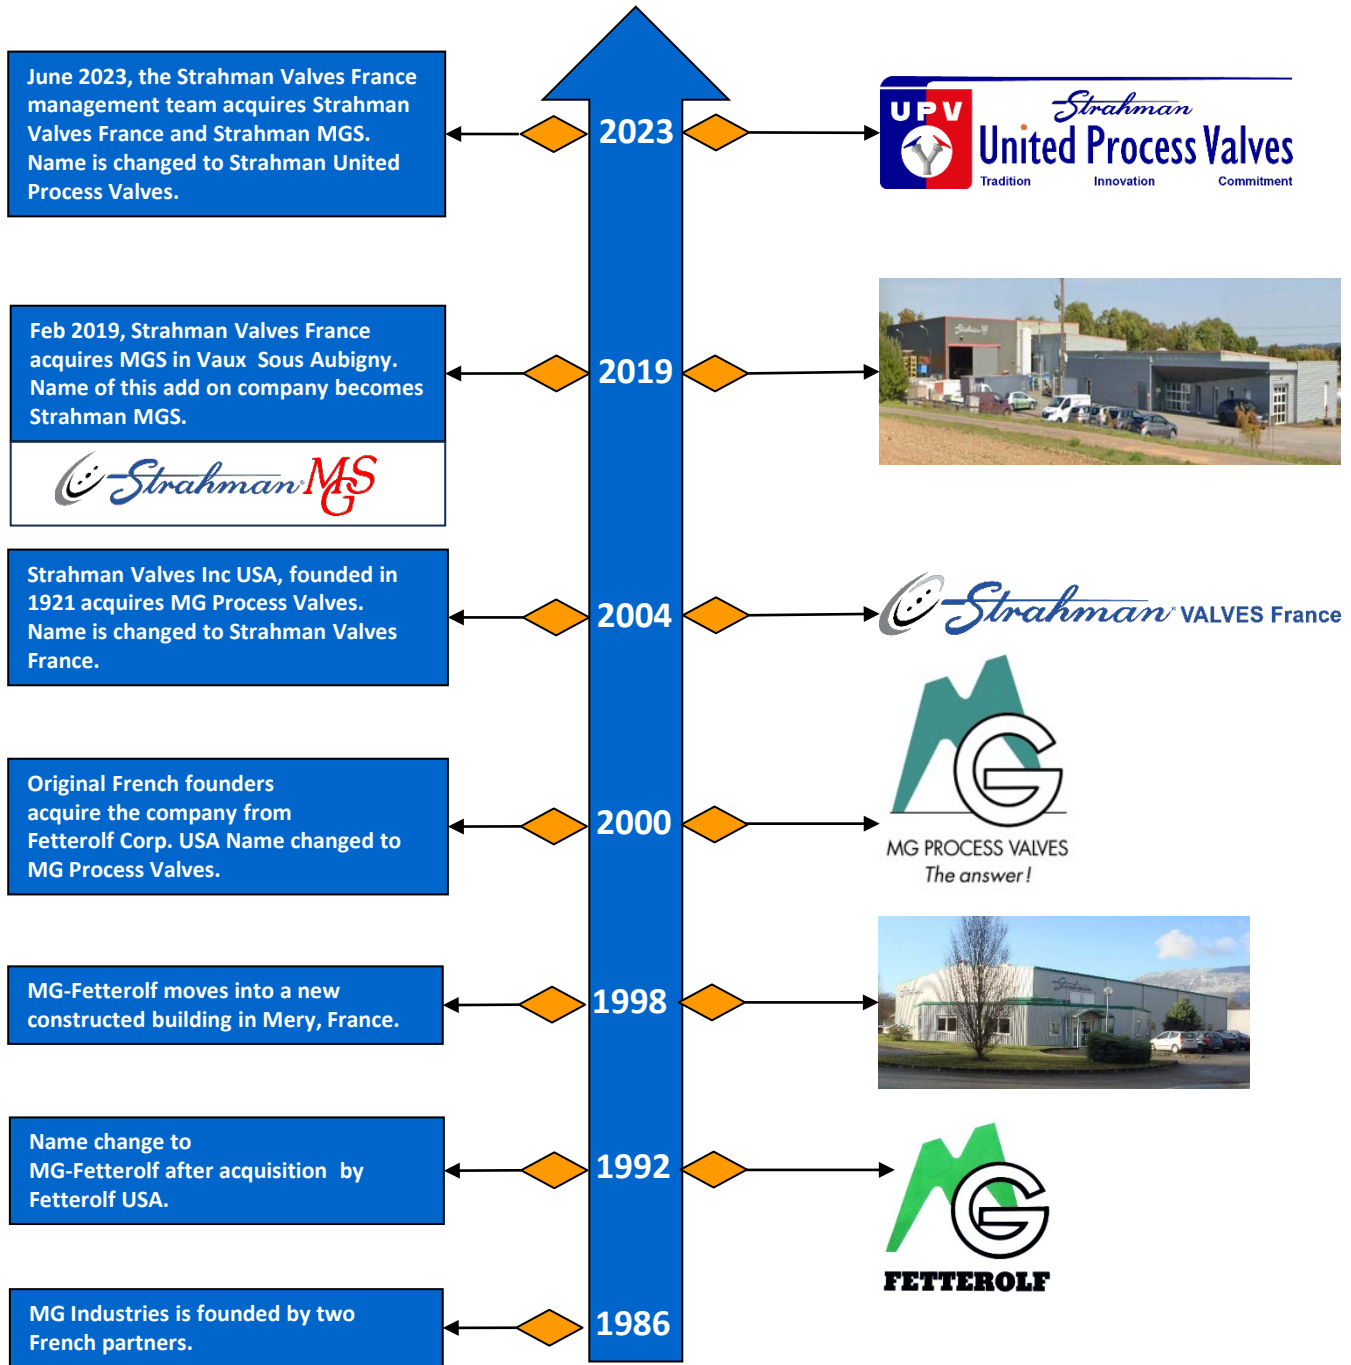 June 2023, the Strahman Valves France
management team acquires Strahman
Valves France and Strahman MGS.
Name is changed to Strahman United
Process Valves.
2023
UPV
Strahman
United Process Valves
Tradition Innovation Commitment
Feb 2019, Strahman Valves France
acquires MGS in Vaux Sous Aubigny.
Name of this add on company becomes
Strahman MGS.
Strahman MGS
2019
Strahman Valves Inc USA, founded in
1921 acquires MG Process Valves.
Name is changed to Strahman Valves
France.
2004
Strahman VALVES France
Original French founders
acquire the company from
Fetterolf Corp. USA Name changed to
MG Process Valves.
2000
MG
MG PROCESS VALVES
The answer!
MG-Fetterolf moves into a new
constructed building in Mery, France.
1998
Strahman
Name change to
MG-Fetterolf after acquisition by
Fetterolf USA.
1992
MG
FETTEROLF
MG Industries is founded by two
French partners.
1986